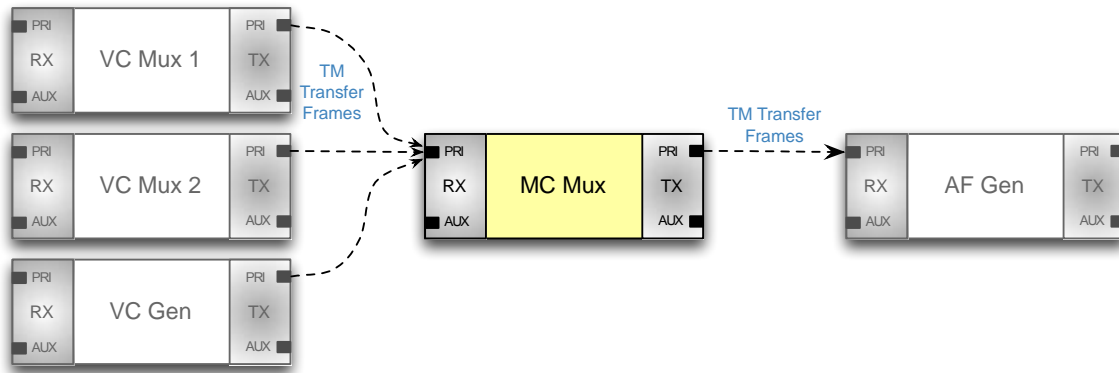 PRI
RX
AUX
VC Mux 1
PRI
TX
AUX
TM
Transfer
Frames
PRI
RX
AUX
VC Mux 2
PRI
TX
AUX
PRI
RX
AUX
MC Mux
PRI
TX
AUX
TM Transfer
Frames
PRI
RX
AUX
AF Gen
PRI
TX
AUX
PRI
RX
AUX
VC Gen
PRI
TX
AUX